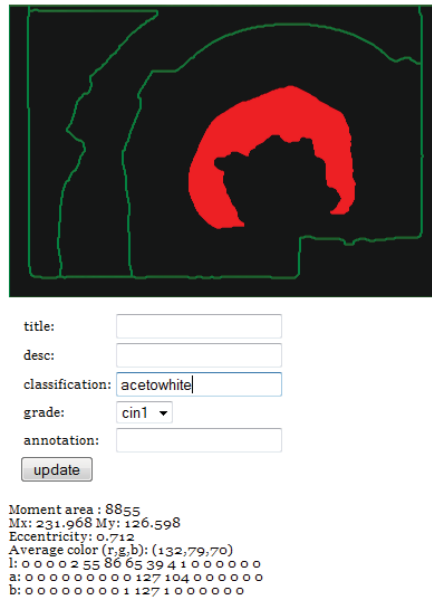 title:
desc:
classification: acetowhite
grade: cin1
annotation:
update
Moment area : 8855
Mx: 231.968 My: 126.598
Eccentricity: 0.712
Average color (r,g,b): (132,79,70)
l: 0 0 0 0 2 55 86 65 39 4 1 0 0 0 0 0 0
a: 0 0 0 0 0 0 0 0 0 127 104 0 0 0 0 0 0
b: 0 0 0 0 0 0 0 0 1 127 1 0 0 0 0 0 0